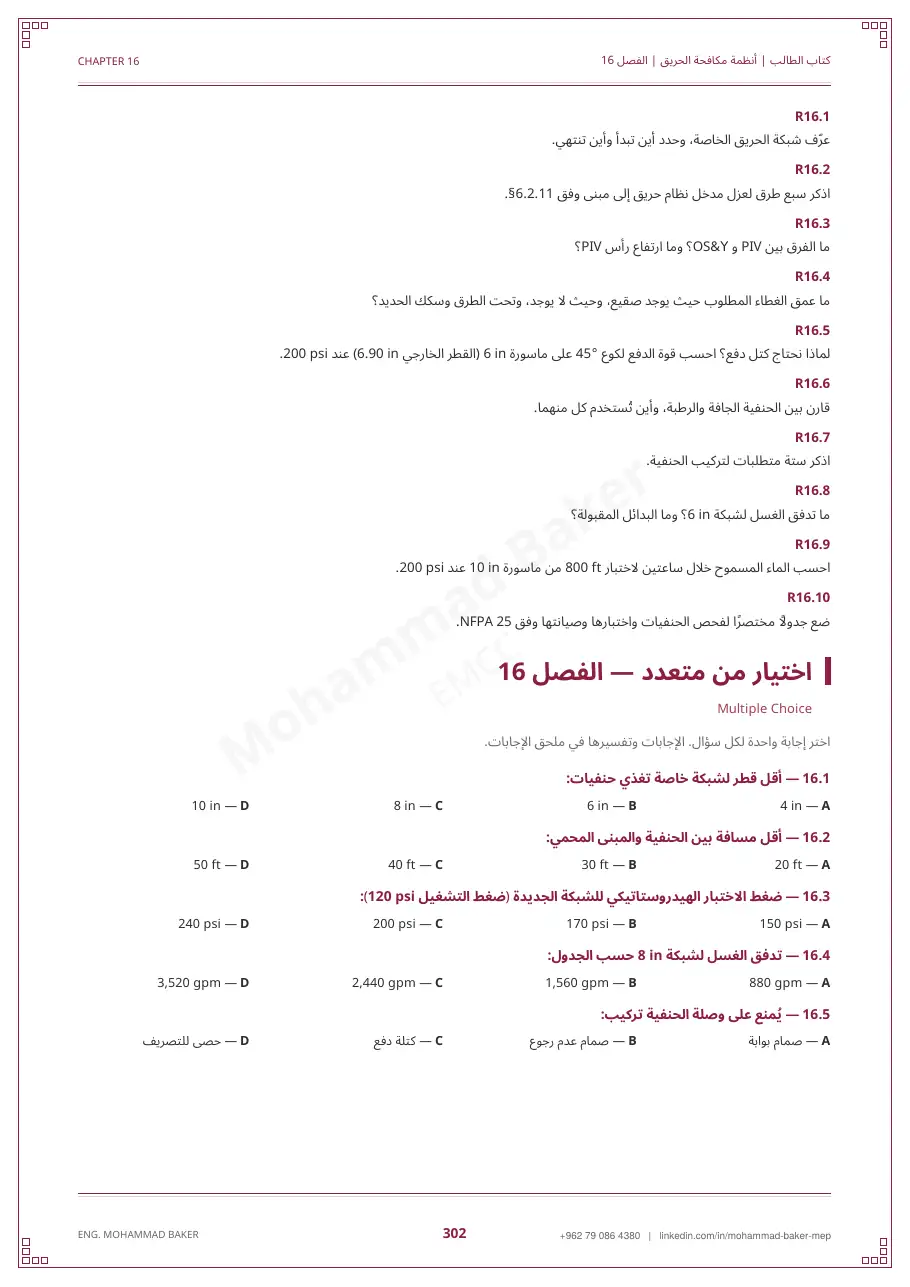 كتاب الطالب | أنظمة مكافحة الحريق | الفصل 16
CHAPTER 16
R16.1
عرّف شبكة الحريق الخاصة، وحدد أين تبدأ وأين تنتهي.
R16.2
اذكر سبع طرق لعزل مدخل نظام حريق إلى مبنى وفق §6.2.11.
R16.3
ما الفرق بين PIV و OS&Y؟ وما ارتفاع رأس PIV؟
R16.4
ما عمق الغطاء المطلوب حيث يوجد صقيع، وحيث لا يوجد، وتحت الطرق وسكك الحديد؟
R16.5
لماذا نحتاج كتل دفع؟ احسب قوة الدفع لكوع 45° على ماسورة 6 in (القطر الخارجي 6.90 in) عند 200 psi.
R16.6
قارن بين الحنفية الجافة والرطبة، وأين تُستخدم كل منهما.
R16.7
اذكر ستة متطلبات لتركيب الحنفية.
R16.8
ما تدفق الغسل لشبكة 6 in؟ وما البدائل المقبولة؟
R16.9
احسب الماء المسموح خلال ساعتين لاختبار 800 ft من ماسورة 10 in عند 200 psi.
R16.10
ضع جدولًا مختصرًا لفحص الحنفيات واختبارها وصيانتها وفق NFPA 25.
اختيار من متعدد — الفصل 16
Multiple Choice
اختر إجابة واحدة لكل سؤال. الإجابات وتفسيرها في ملحق الإجابات.
16.1 — أقل قطر لشبكة خاصة تغذي حنفيات:
A — 4 in B — 6 in C — 8 in D — 10 in
16.2 — أقل مسافة بين الحنفية والمبنى المحمي:
A — 20 ft B — 30 ft C — 40 ft D — 50 ft
16.3 — ضغط الاختبار الهيدروستاتيكي للشبكة الجديدة (ضغط التشغيل 120 psi):
A — 150 psi B — 170 psi C — 200 psi D — 240 psi
16.4 — تدفق الغسل لشبكة 8 in حسب الجدول:
A — 880 gpm B — 1,560 gpm C — 2,440 gpm D — 3,520 gpm
16.5 — يُمنع على وصلة الحنفية تركيب:
A — صمام بوابة B — صمام عدم رجوع C — كتلة دفع D — حصى للتصريف
Mohammad Baker
EMCC
ENG. MOHAMMAD BAKER
302
+962 79 086 4380 | linkedin.com/in/mohammad-baker-mep